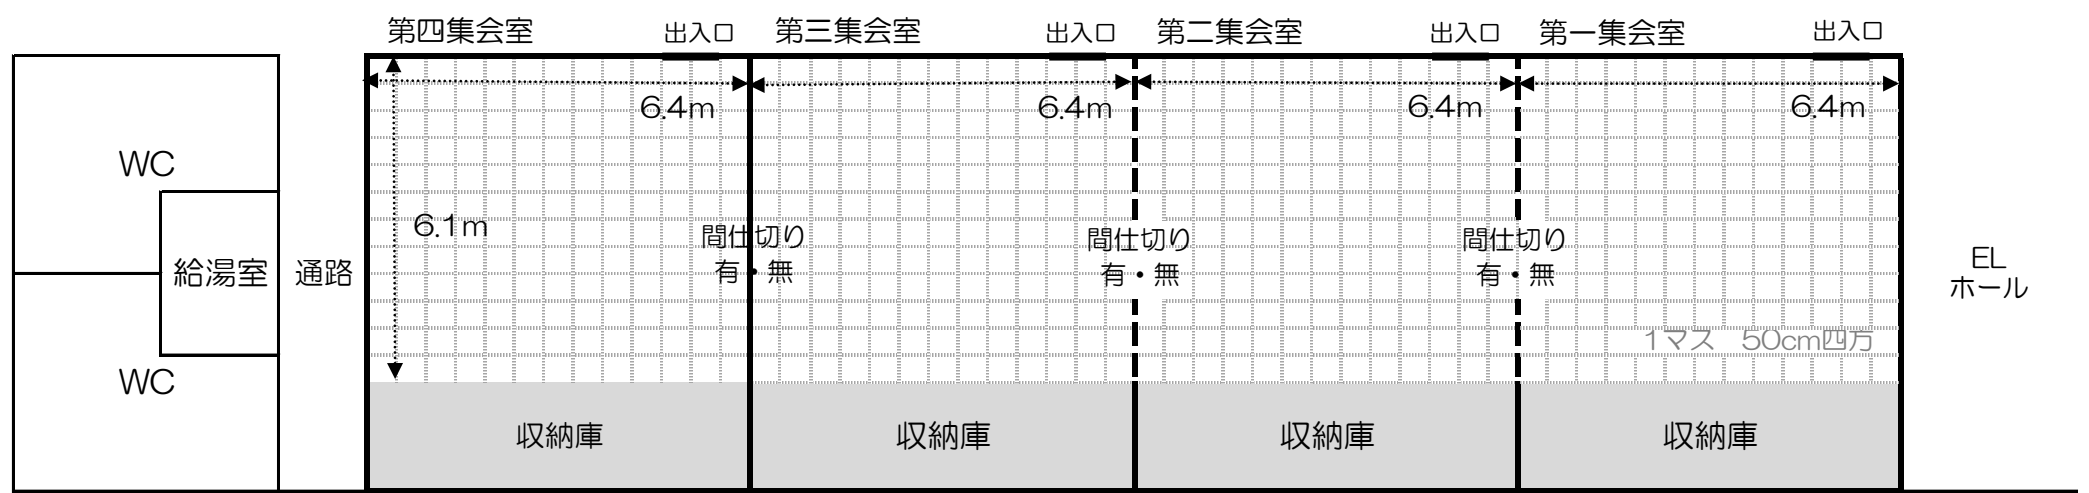 第四集会室
出入口
第三集会室
出入口
第二集会室
出入口
第一集会室
出入口
6.4m
6.4m
6.4m
6.4m
WC
6.1m
間仕切り
有・無
間仕切り
有・無
間仕切り
有・無
給湯室
通路
EL
ホール
1マス 50cm四方
WC
収納庫
収納庫
収納庫
収納庫